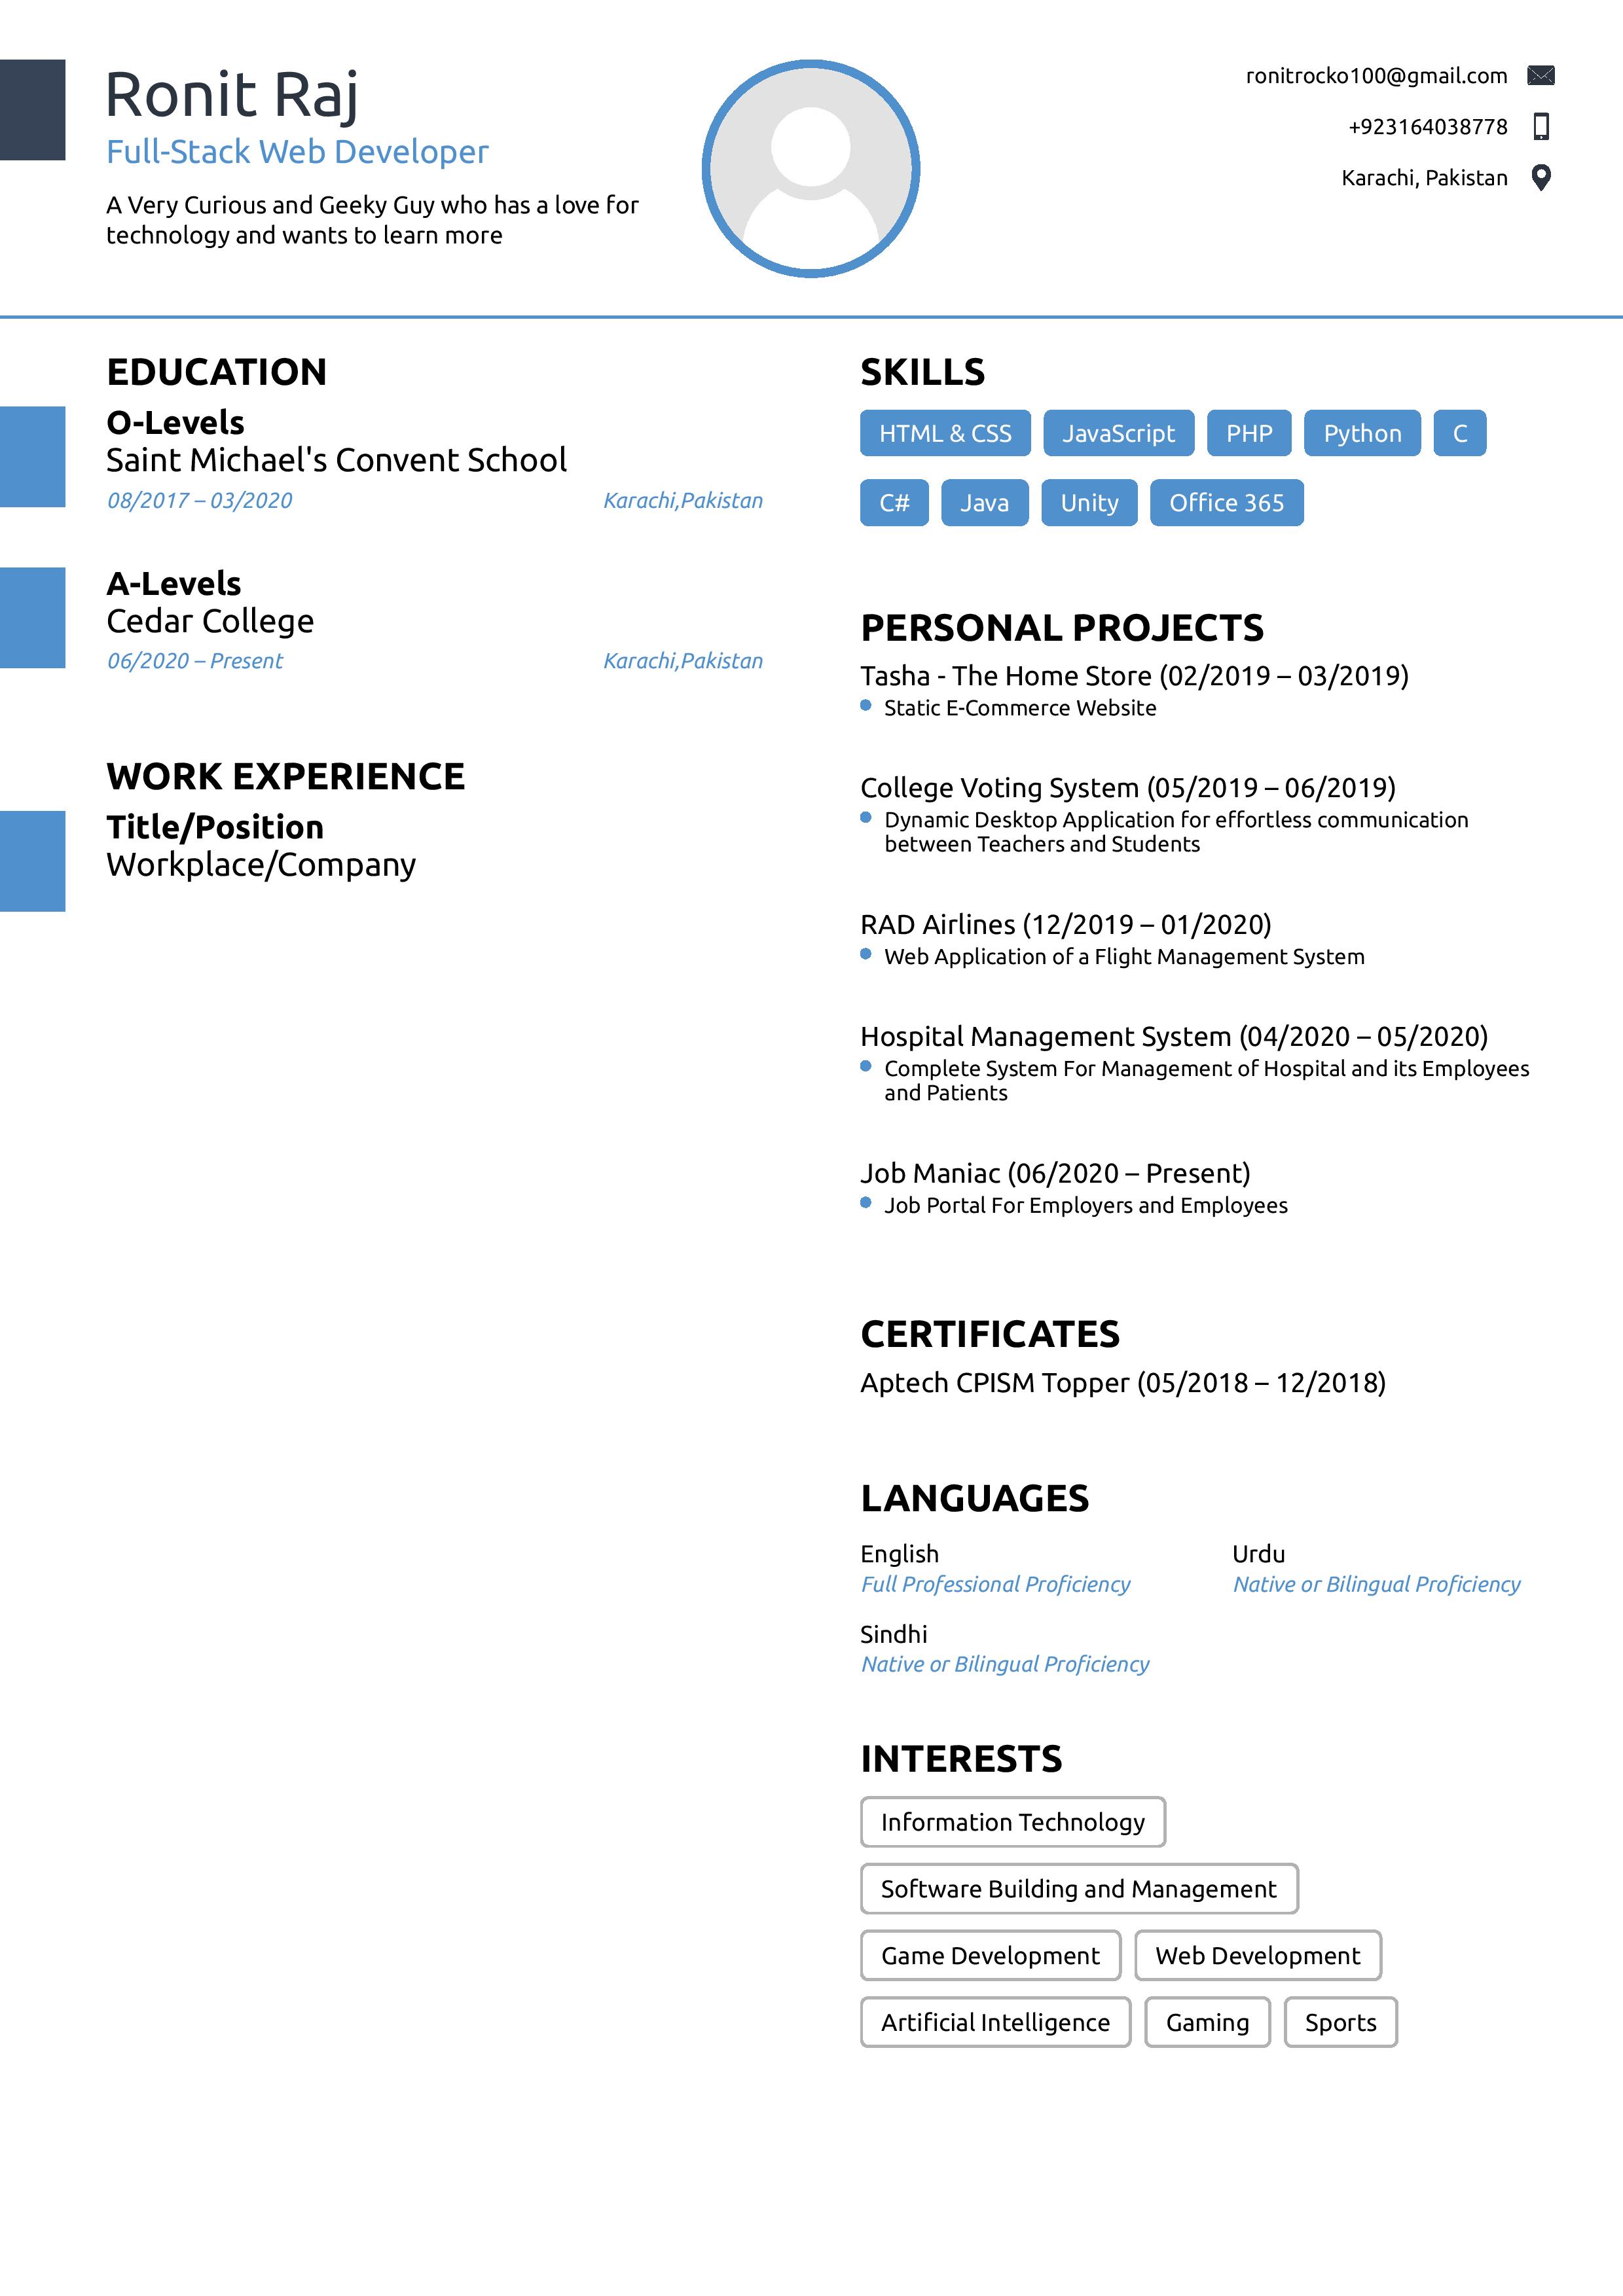 Ronit Raj
Full-Stack Web Developer
A Very Curious and Geeky Guy who has a love for
technology and wants to learn more
ronitrocko100@gmail.com
+923164038778
Karachi, Pakistan
EDUCATION
O-Levels
Saint Michael's Convent School
08/2017 – 03/2020 Karachi,Pakistan
A-Levels
Cedar College
06/2020 – Present Karachi,Pakistan
WORK EXPERIENCE
Title/Position
Workplace/Company
SKILLS
HTML & CSS JavaScript PHP Python C
C# Java Unity Office 365
PERSONAL PROJECTS
Tasha - The Home Store (02/2019 – 03/2019)
Static E-Commerce Website
College Voting System (05/2019 – 06/2019)
Dynamic Desktop Application for effortless communication
between Teachers and Students
RAD Airlines (12/2019 – 01/2020)
Web Application of a Flight Management System
Hospital Management System (04/2020 – 05/2020)
Complete System For Management of Hospital and its Employees
and Patients
Job Maniac (06/2020 – Present)
Job Portal For Employers and Employees
CERTIFICATES
Aptech CPISM Topper (05/2018 – 12/2018)
LANGUAGES
English Urdu
Full Professional Proficiency Native or Bilingual Proficiency
Sindhi
Native or Bilingual Proficiency
INTERESTS
Information Technology
Software Building and Management
Game Development Web Development
Artificial Intelligence Gaming Sports